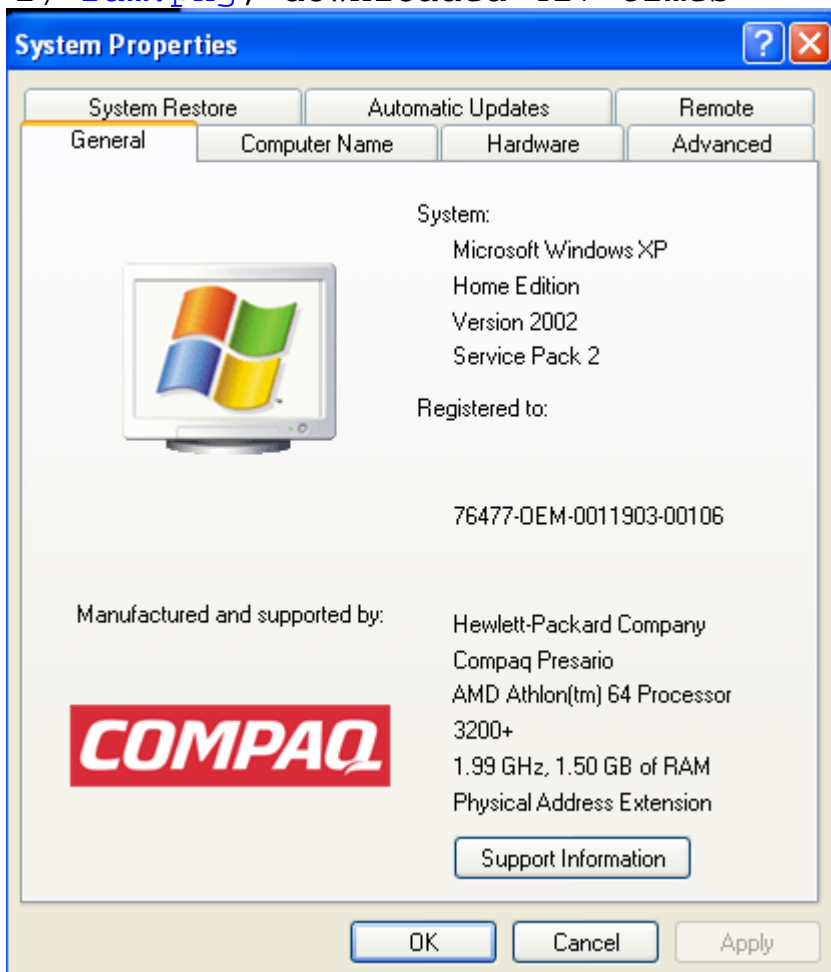 System Properties
System Restore Automatic Updates Remote
General Computer Name Hardware Advanced
System:
Microsoft Windows XP
Home Edition
Version 2002
Service Pack 2
Registered to:
76477-OEM-0011903-00106
Manufactured and supported by:
Hewlett-Packard Company
Compaq Presario
AMD Athlon(tm) 64 Processor
3200+
1.99 GHz, 1.50 GB of RAM
Physical Address Extension
COMPAQ
Support Information
OK Cancel Apply